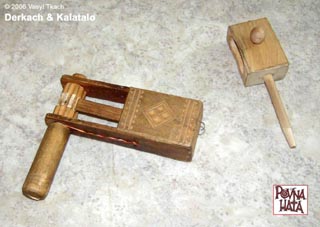 © 2006 Vasyl Tkach
Derkach & Kalatalo
POVNA
HATA